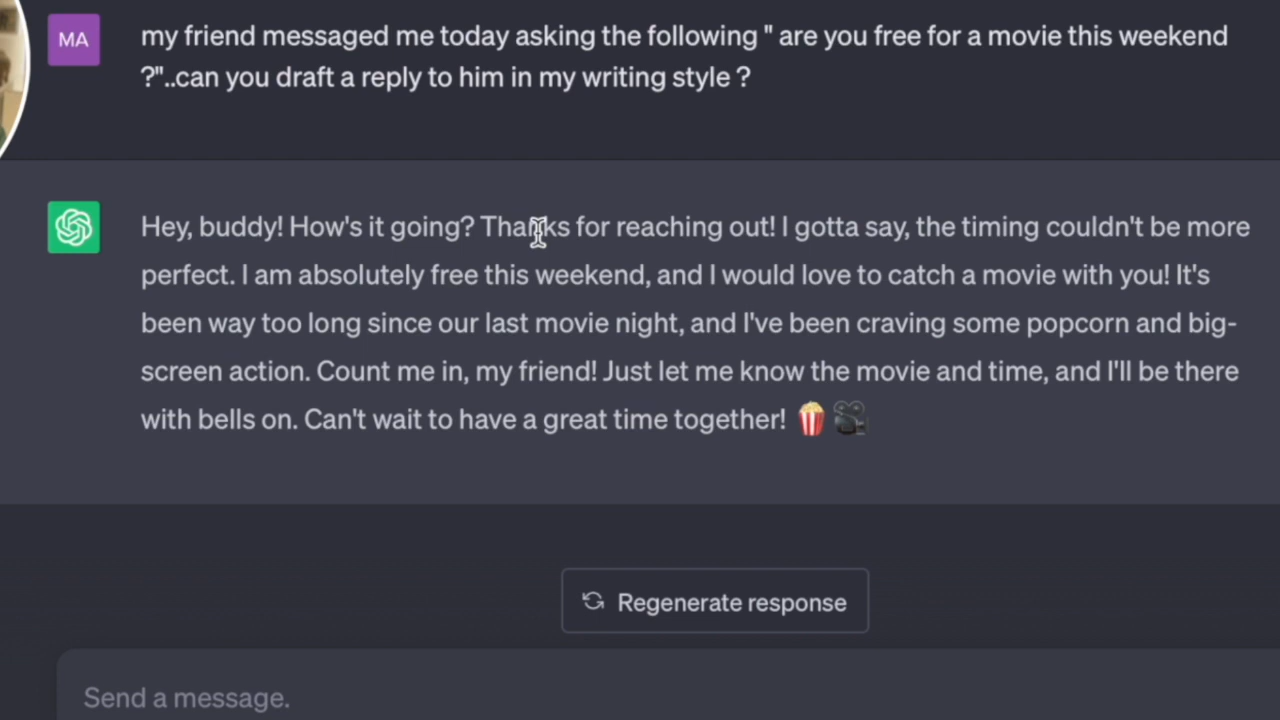 MA
my friend messaged me today asking the following " are you free for a movie this weekend
?"..can you draft a reply to him in my writing style ?
Hey, buddy! How's it going? Thanks for reaching out! I gotta say, the timing couldn't be more
perfect. I am absolutely free this weekend, and I would love to catch a movie with you! It's
been way too long since our last movie night, and I've been craving some popcorn and big-
screen action. Count me in, my friend! Just let me know the movie and time, and I'll be there
with bells on. Can't wait to have a great time together! 🍿 🎥
Regenerate response
Send a message.